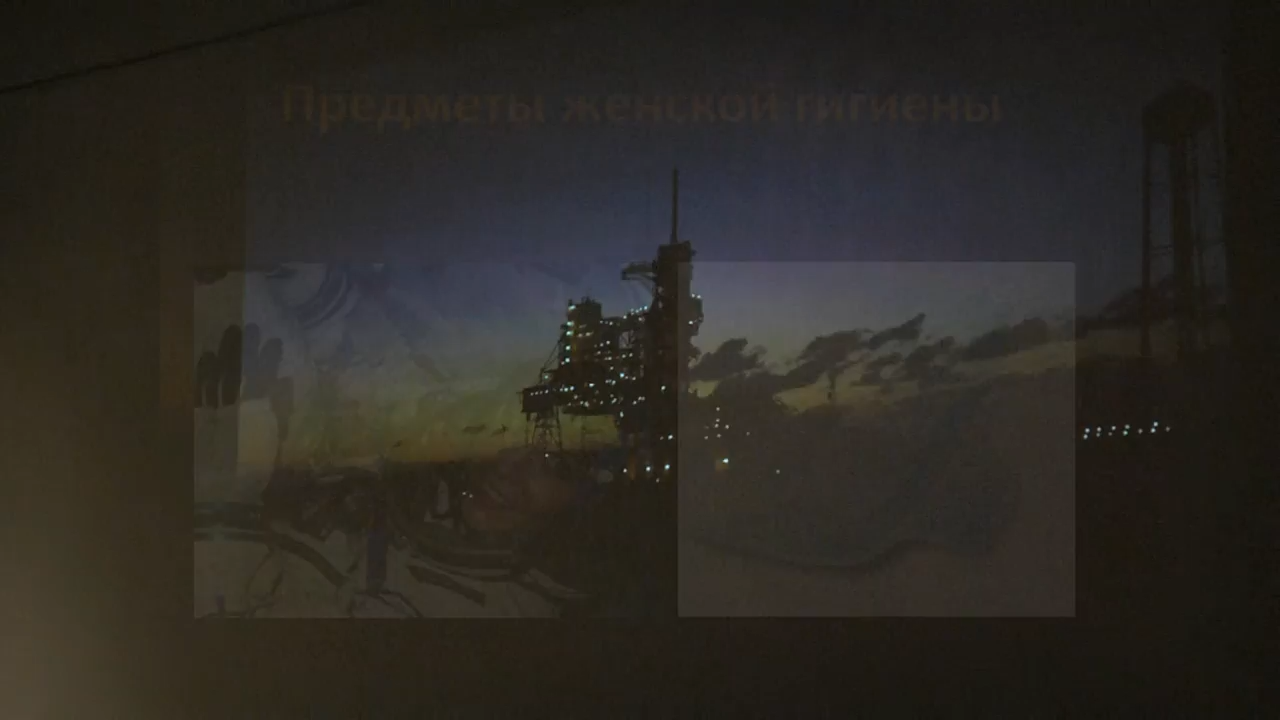 Предметы женской гигиены